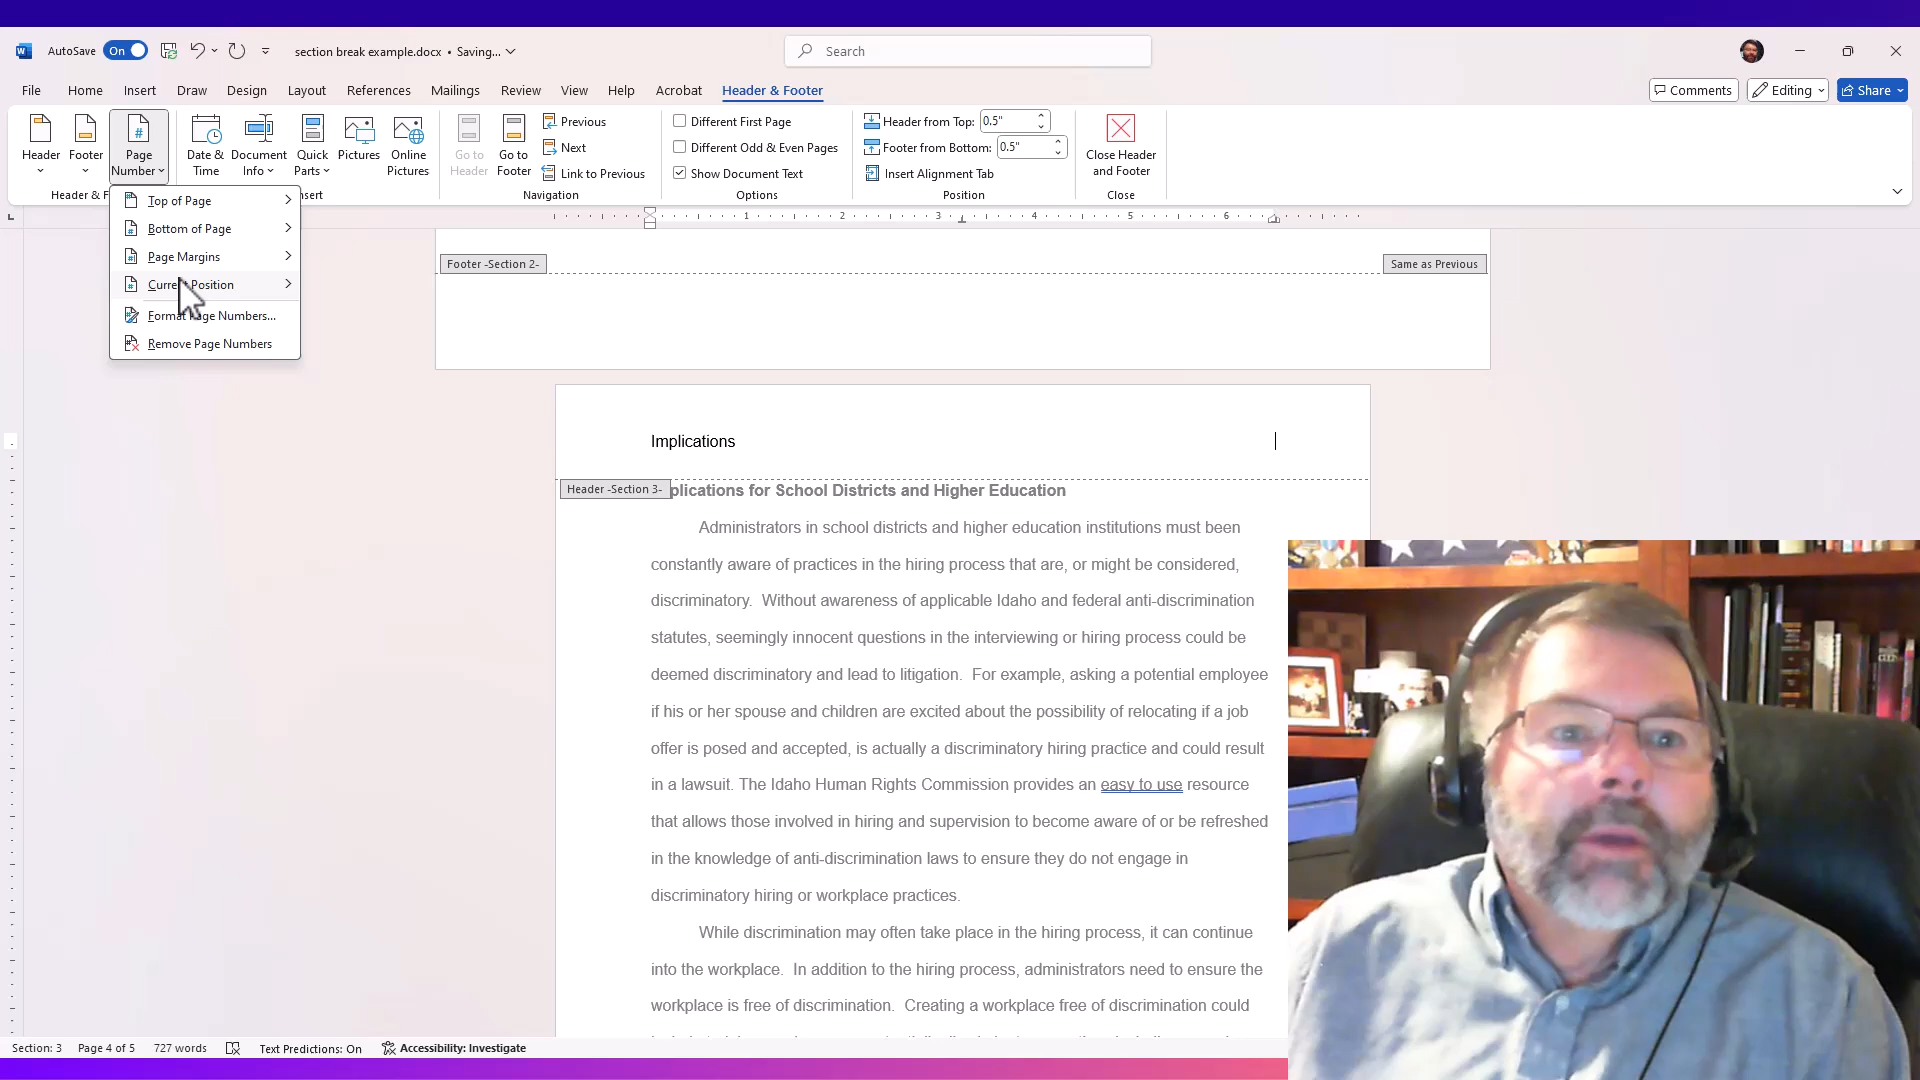 AutoSave On section break example.docx • Saving... Search
File Home Insert Draw Design Layout References Mailings Review View Help Acrobat Header & Footer Comments Editing Share
Header Footer Page Number Date & Time Document Info Quick Parts Pictures Online Pictures Go to Header Go to Footer
Previous
Next
Link to Previous
Different First Page
Different Odd & Even Pages
Show Document Text
Header from Top: 0.5"
Footer from Bottom: 0.5"
Insert Alignment Tab
Close Header and Footer
Header & F nsert Navigation Options Position Close
Top of Page
Bottom of Page
Page Margins
Current Position
Format Page Numbers...
Remove Page Numbers
1 2 3 4 5 6
Footer -Section 2- Same as Previous
Implications
Header -Section 3-
plications for School Districts and Higher Education
Administrators in school districts and higher education institutions must been
constantly aware of practices in the hiring process that are, or might be considered,
discriminatory.  Without awareness of applicable Idaho and federal anti-discrimination
statutes, seemingly innocent questions in the interviewing or hiring process could be
deemed discriminatory and lead to litigation.  For example, asking a potential employee
if his or her spouse and children are excited about the possibility of relocating if a job
offer is posed and accepted, is actually a discriminatory hiring practice and could result
in a lawsuit. The Idaho Human Rights Commission provides an easy to use resource
that allows those involved in hiring and supervision to become aware of or be refreshed
in the knowledge of anti-discrimination laws to ensure they do not engage in
discriminatory hiring or workplace practices.
While discrimination may often take place in the hiring process, it can continue
into the workplace.  In addition to the hiring process, administrators need to ensure the
workplace is free of discrimination.  Creating a workplace free of discrimination could
Section: 3 Page 4 of 5 727 words Text Predictions: On Accessibility: Investigate